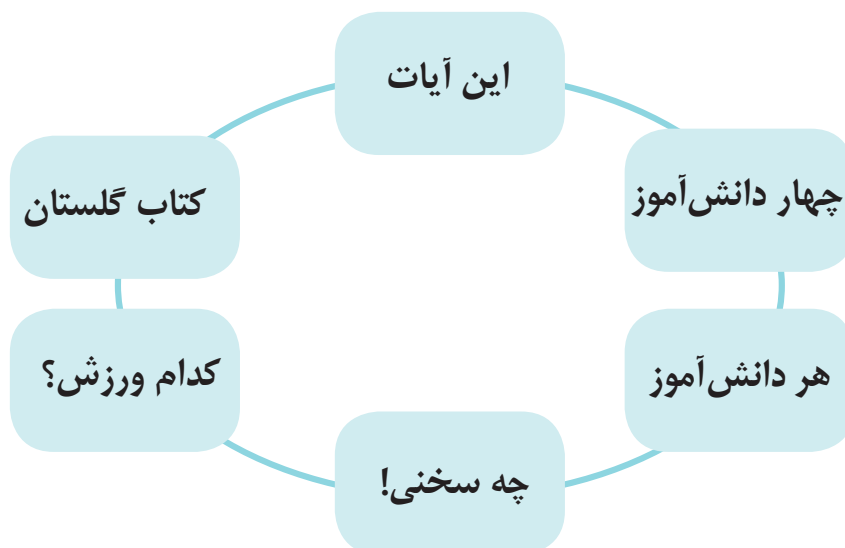 این آیات
چهار دانش‌آموز
کتاب گلستان
هر دانش‌آموز
کدام ورزش؟
چه سخنی!